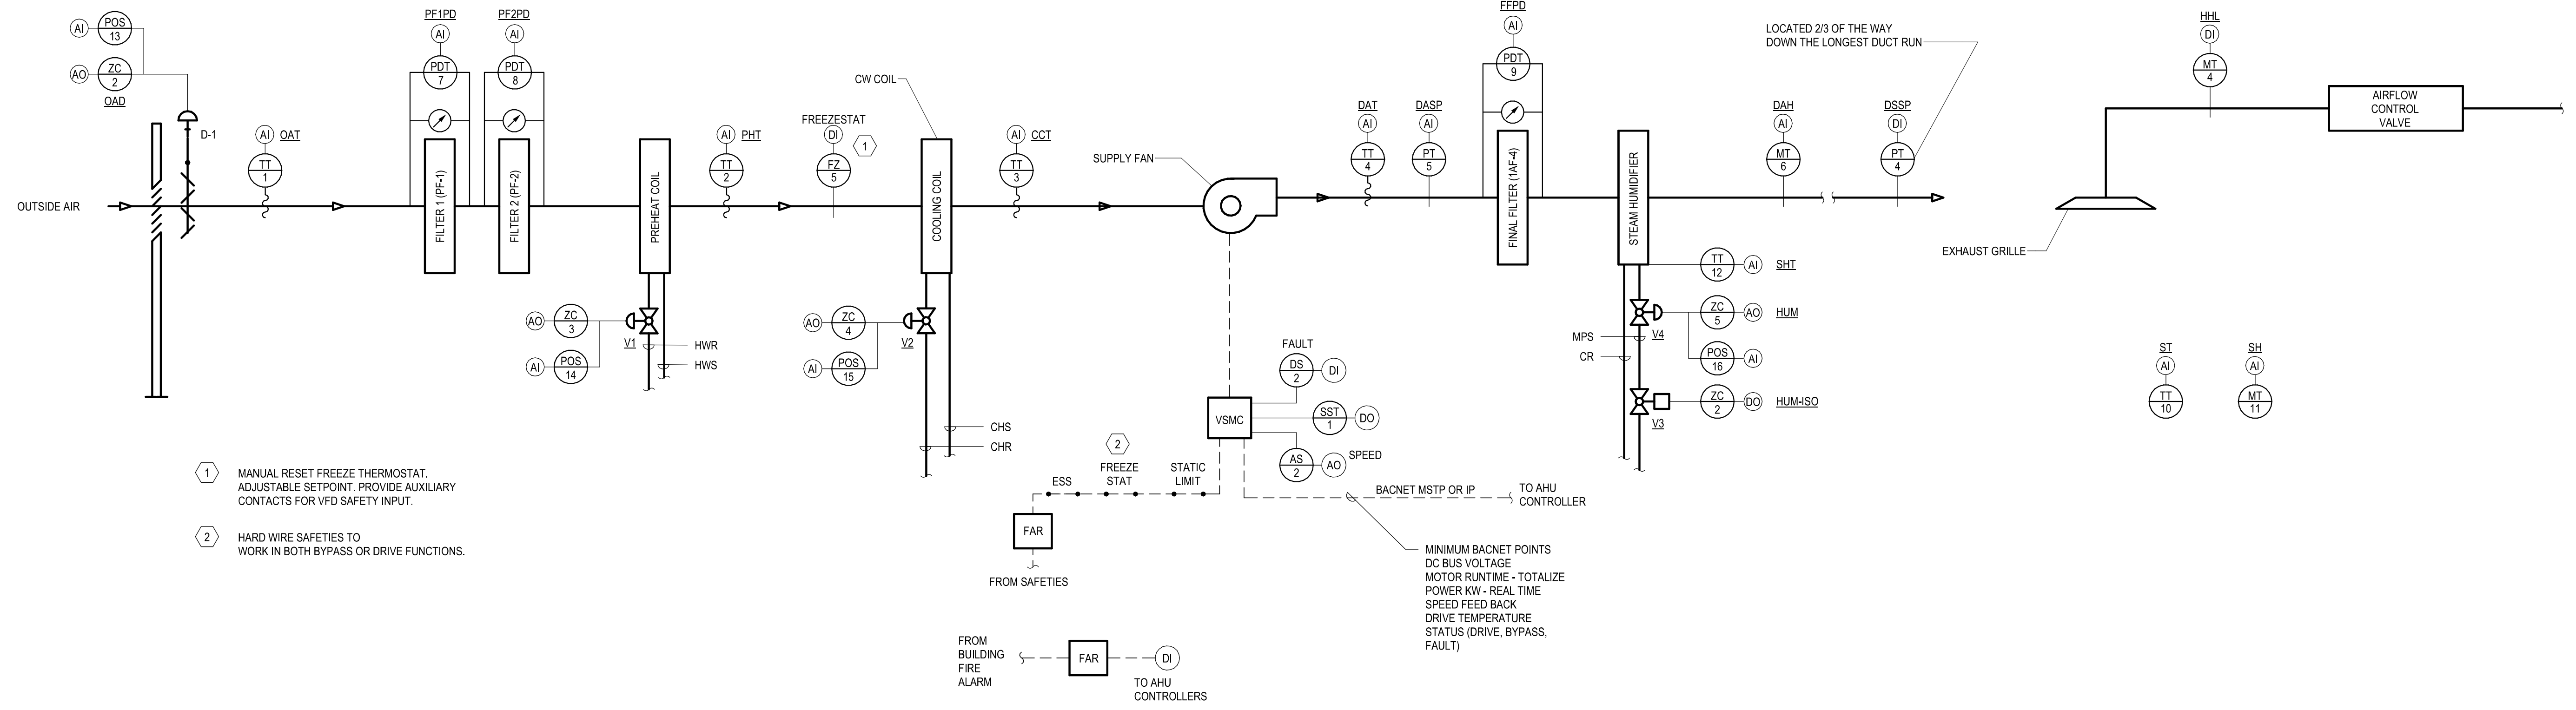 AI
POS
13
AO
ZC
2
OAD
D-1
OUTSIDE AIR
AI
OAT
TT
1
PF1PD
AI
PDT
7
FILTER 1 (PF-1)
PF2PD
AI
PDT
8
FILTER 2 (PF-2)
PREHEAT COIL
AO
ZC
3
AI
POS
14
V1
HWR
HWS
AI
PHT
TT
2
FREEZESTAT
DI
FZ
5
1
CW COIL
COOLING COIL
AO
ZC
4
AI
POS
15
V2
CHS
CHR
AI
CCT
TT
3
SUPPLY FAN
VSMC
FAULT
DS
2
DI
SST
1
DO
AS
2
AO
SPEED
2
ESS
FREEZE
STAT
STATIC
LIMIT
FAR
FROM SAFETIES
BACNET MSTP OR IP
TO AHU
CONTROLLER
MINIMUM BACNET POINTS
DC BUS VOLTAGE
MOTOR RUNTIME - TOTALIZE
POWER KW - REAL TIME
SPEED FEED BACK
DRIVE TEMPERATURE
STATUS (DRIVE, BYPASS,
FAULT)
FROM
BUILDING
FIRE
ALARM
FAR
DI
TO AHU
CONTROLLERS
DAT
AI
TT
4
DASP
AI
PT
5
FFPD
AI
PDT
9
FINAL FILTER (1AF-4)
STEAM HUMIDIFIER
TT
12
AI
SHT
ZC
5
AO
HUM
V4
POS
16
AI
MPS
CR
ZC
2
DO
HUM-ISO
V3
LOCATED 2/3 OF THE WAY
DOWN THE LONGEST DUCT RUN
DAH
AI
MT
6
DSSP
DI
PT
4
HHL
DI
MT
4
AIRFLOW
CONTROL
VALVE
EXHAUST GRILLE
ST
AI
TT
10
SH
AI
MT
11
1
MANUAL RESET FREEZE THERMOSTAT.
ADJUSTABLE SETPOINT. PROVIDE AUXILIARY
CONTACTS FOR VFD SAFETY INPUT.
2
HARD WIRE SAFETIES TO
WORK IN BOTH BYPASS OR DRIVE FUNCTIONS.